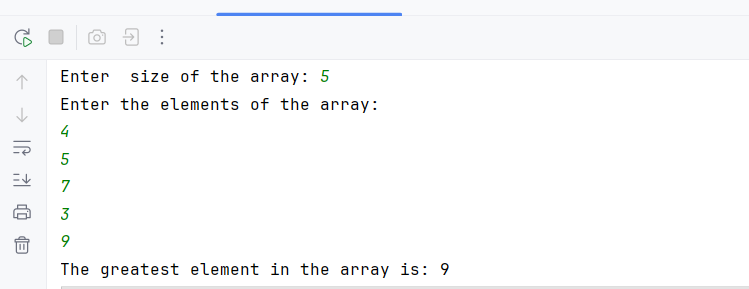 Enter  size of the array: 5
Enter the elements of the array:
4
5
7
3
9
The greatest element in the array is: 9